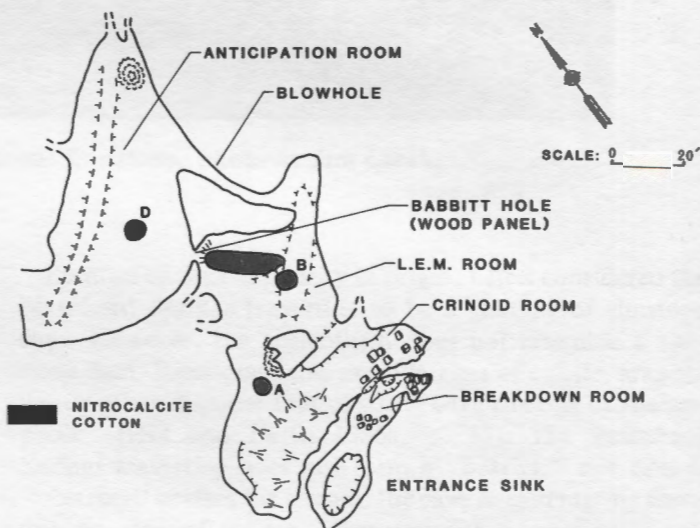 ANTICIPATION ROOM
BLOWHOLE
N
SCALE: 0 20'
D
BABBITT HOLE
(WOOD PANEL)
B
L.E.M. ROOM
CRINOID ROOM
A
BREAKDOWN ROOM
NITROCALCITE
COTTON
ENTRANCE SINK